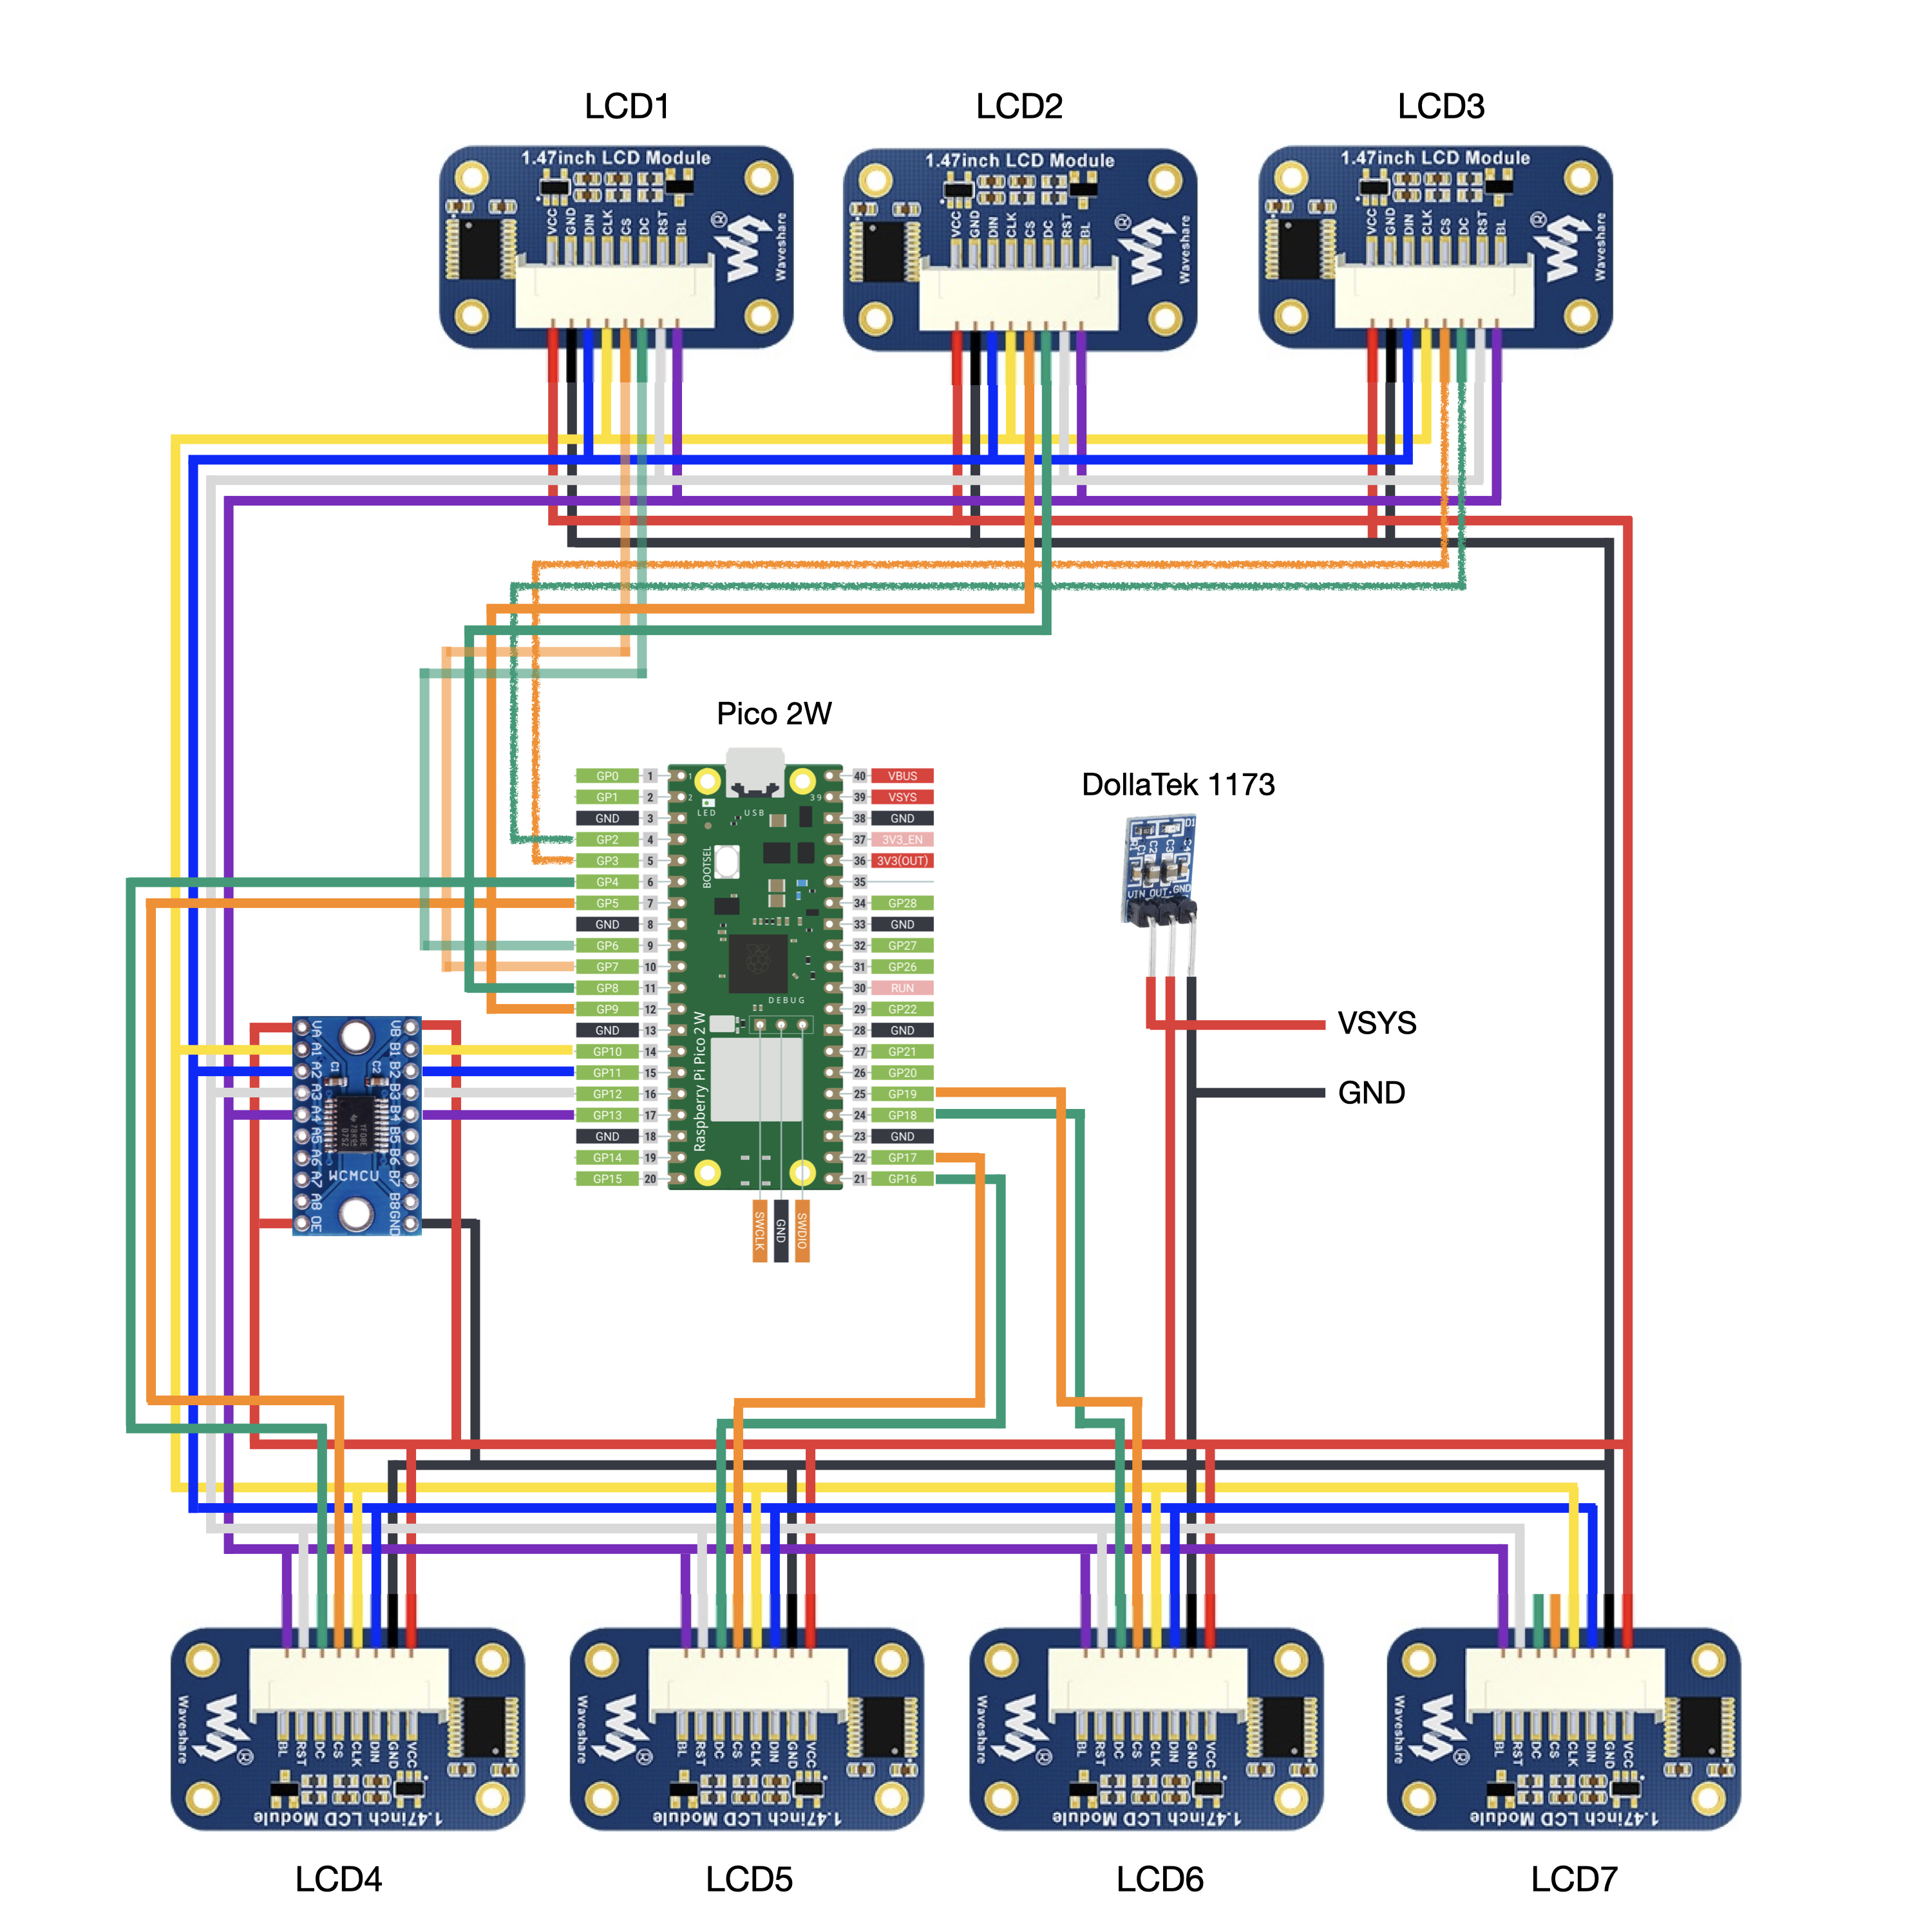 LCD1
LCD2
LCD3
1.47inch LCD Module
VCC GND DIN CLK CS DC RST BL
Waveshare
1.47inch LCD Module
VCC GND DIN CLK CS DC RST BL
Waveshare
1.47inch LCD Module
VCC GND DIN CLK CS DC RST BL
Waveshare
Pico 2W
GP0 1
GP1 2
GND 3
GP2 4
GP3 5
GP4 6
GP5 7
GND 8
GP6 9
GP7 10
GP8 11
GP9 12
GND 13
GP10 14
GP11 15
GP12 16
GP13 17
GND 18
GP14 19
GP15 20
1
2
39
LED USB
BOOTSEL
DEBUG
Raspberry Pi Pico 2 W
40 VBUS
39 VSYS
38 GND
37 3V3_EN
36 3V3(OUT)
35
34 GP28
33 GND
32 GP27
31 GP26
30 RUN
29 GP22
28 GND
27 GP21
26 GP20
25 GP19
24 GP18
23 GND
22 GP17
21 GP16
SWCLK
GND
SWDIO
DollaTek 1173
D1
R1 C1 C2 C3
VIN OUT GND
VSYS
GND
VA A1 A2 A3 A4 A5 A6 A7 A8 OE
C1 C2
WCMCU
VB B1 B2 B3 B4 B5 B6 B7 B8 GND
BL RST DC CS CLK DIN GND VCC
Waveshare
1.47inch LCD Module
BL RST DC CS CLK DIN GND VCC
Waveshare
1.47inch LCD Module
BL RST DC CS CLK DIN GND VCC
Waveshare
1.47inch LCD Module
BL RST DC CS CLK DIN GND VCC
Waveshare
1.47inch LCD Module
LCD4
LCD5
LCD6
LCD7